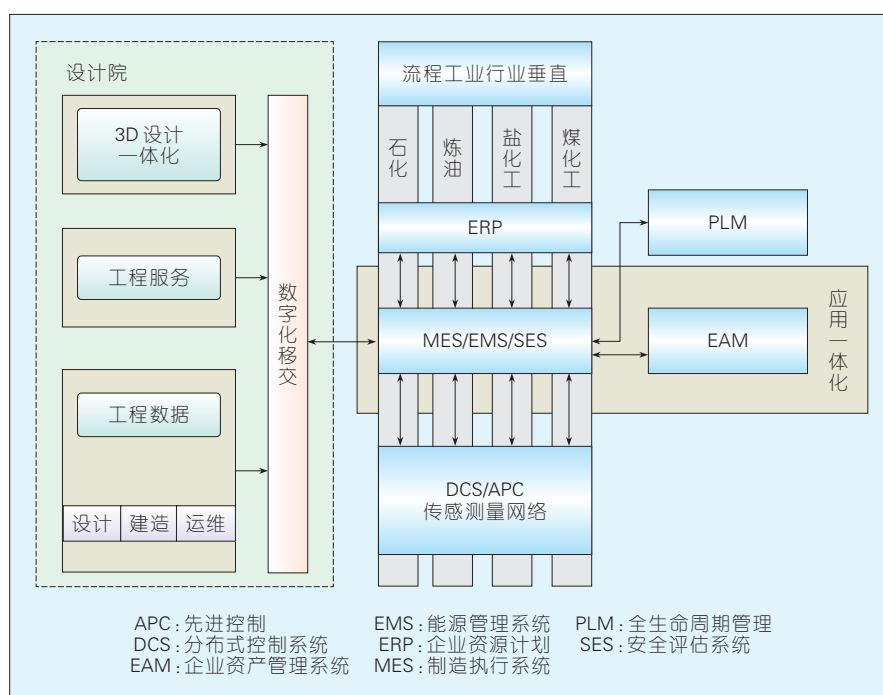 设计院
3D 设计
一体化
工程服务
工程数据
设计 建造 运维
数字化移交
流程工业行业垂直
石化
炼油
盐化工
煤化工
ERP
MES/EMS/SES
DCS/APC
传感测量网络
PLM
EAM
应用一体化
APC:先进控制 EMS:能源管理系统 PLM:全生命周期管理
DCS:分布式控制系统 ERP:企业资源计划 SES:安全评估系统
EAM:企业资产管理系统 MES:制造执行系统